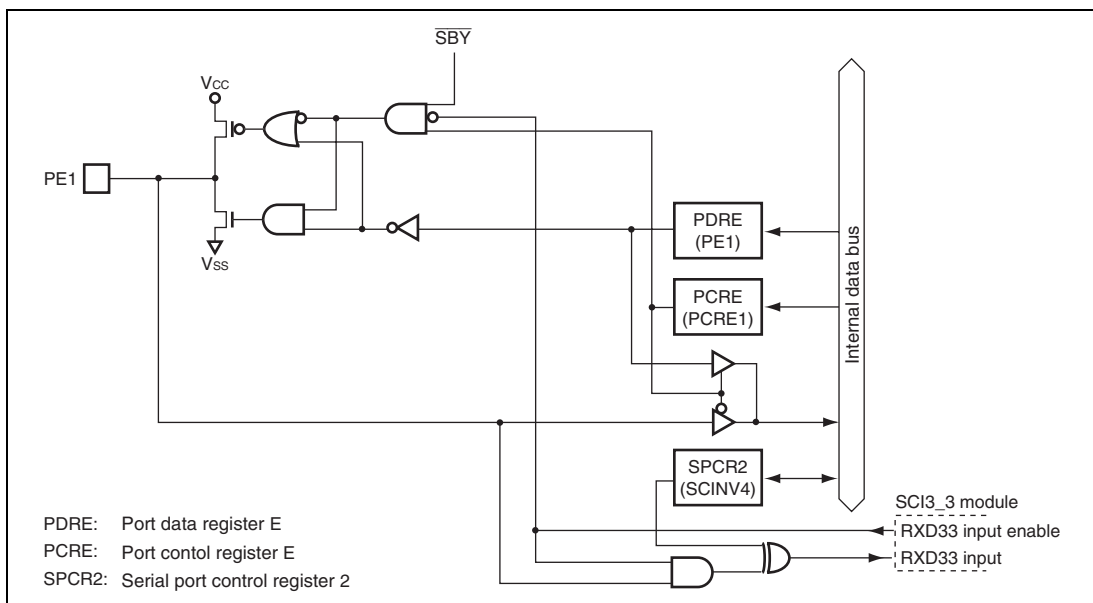 SBY
VCC
PE1
VSS
PDRE
(PE1)
PCRE
(PCRE1)
Internal data bus
SPCR2
(SCINV4)
SCI3_3 module
RXD33 input enable
RXD33 input
PDRE: Port data register E
PCRE: Port contol register E
SPCR2: Serial port control register 2